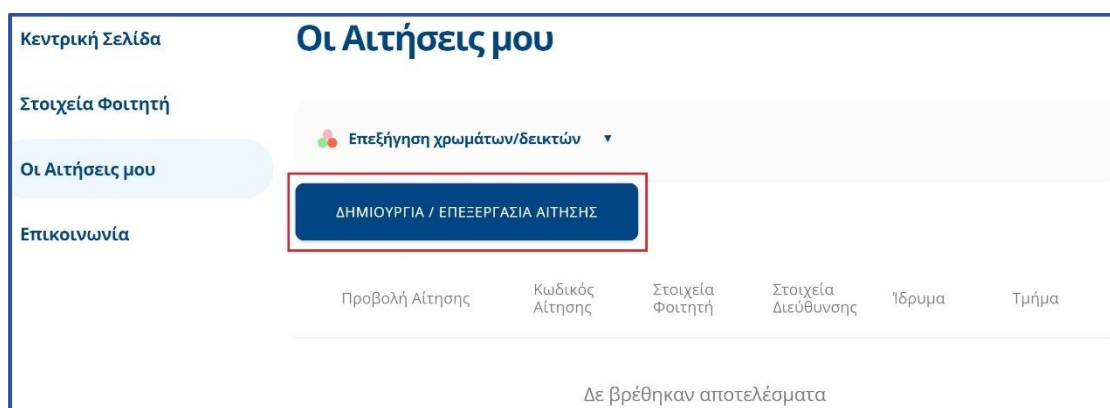 Κεντρική Σελίδα
Στοιχεία Φοιτητή
Οι Αιτήσεις μου
Επικοινωνία
Οι Αιτήσεις μου
Επεξήγηση χρωμάτων/δεικτών ▼
ΔΗΜΙΟΥΡΓΙΑ / ΕΠΕΞΕΡΓΑΣΙΑ ΑΙΤΗΣΗΣ
Προβολή Αίτησης
Κωδικός
Αίτησης
Στοιχεία
Φοιτητή
Στοιχεία
Διεύθυνσης
Ίδρυμα
Τμήμα
Δε βρέθηκαν αποτελέσματα